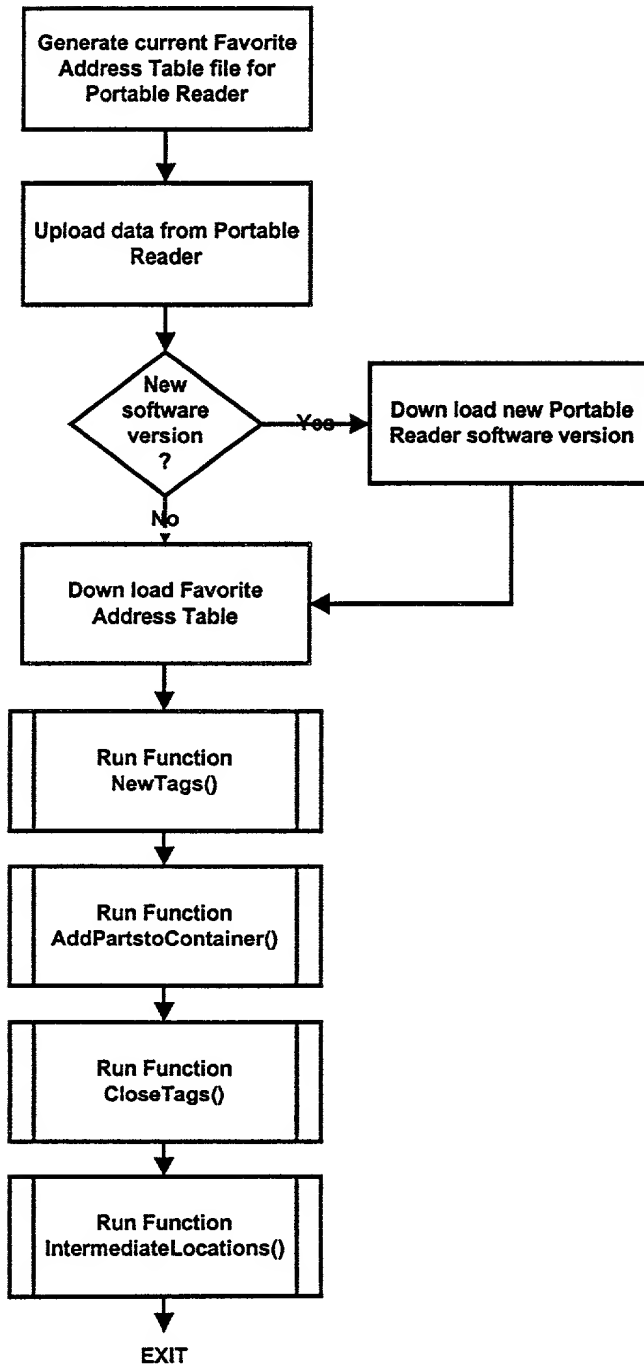 Generate current Favorite
Address Table file for
Portable Reader
Upload data from Portable
Reader
New
software
version
?
Yes
Down load new Portable
Reader software version
No
Down load Favorite
Address Table
Run Function
NewTags()
Run Function
AddPartstoContainer()
Run Function
CloseTags()
Run Function
IntermediateLocations()
EXIT